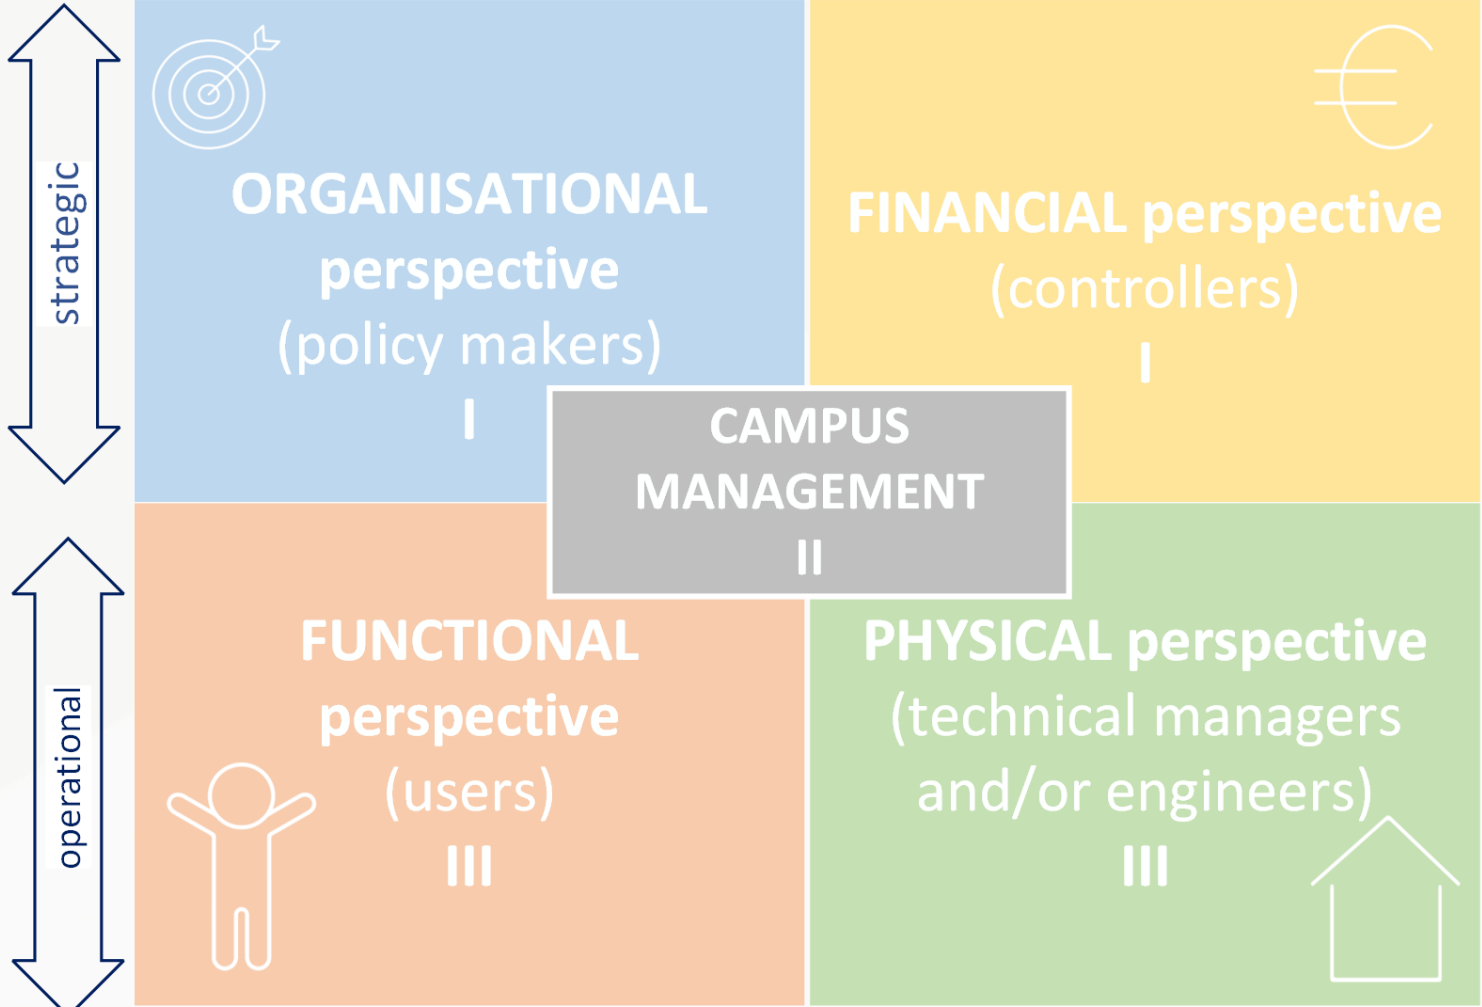 strategic
ORGANISATIONAL
perspective
(policy makers)
I
FINANCIAL perspective
(controllers)
I
CAMPUS
MANAGEMENT
II
operational
FUNCTIONAL
perspective
(users)
III
PHYSICAL perspective
(technical managers
and/or engineers)
III